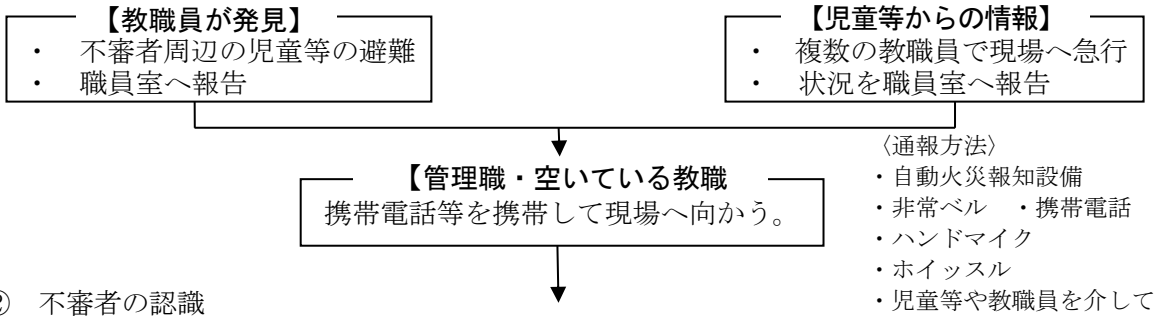 【教職員が発見】
・ 不審者周辺の児童等の避難
・ 職員室へ報告
【児童等からの情報】
・ 複数の教職員で現場へ急行
・ 状況を職員室へ報告
【管理職・空いている教職
携帯電話等を携帯して現場へ向かう。
〈通報方法〉
・自動火災報知設備
・非常ベル ・携帯電話
・ハンドマイク
・ホイッスル
・児童等や教職員を介して
② 不審者の認識